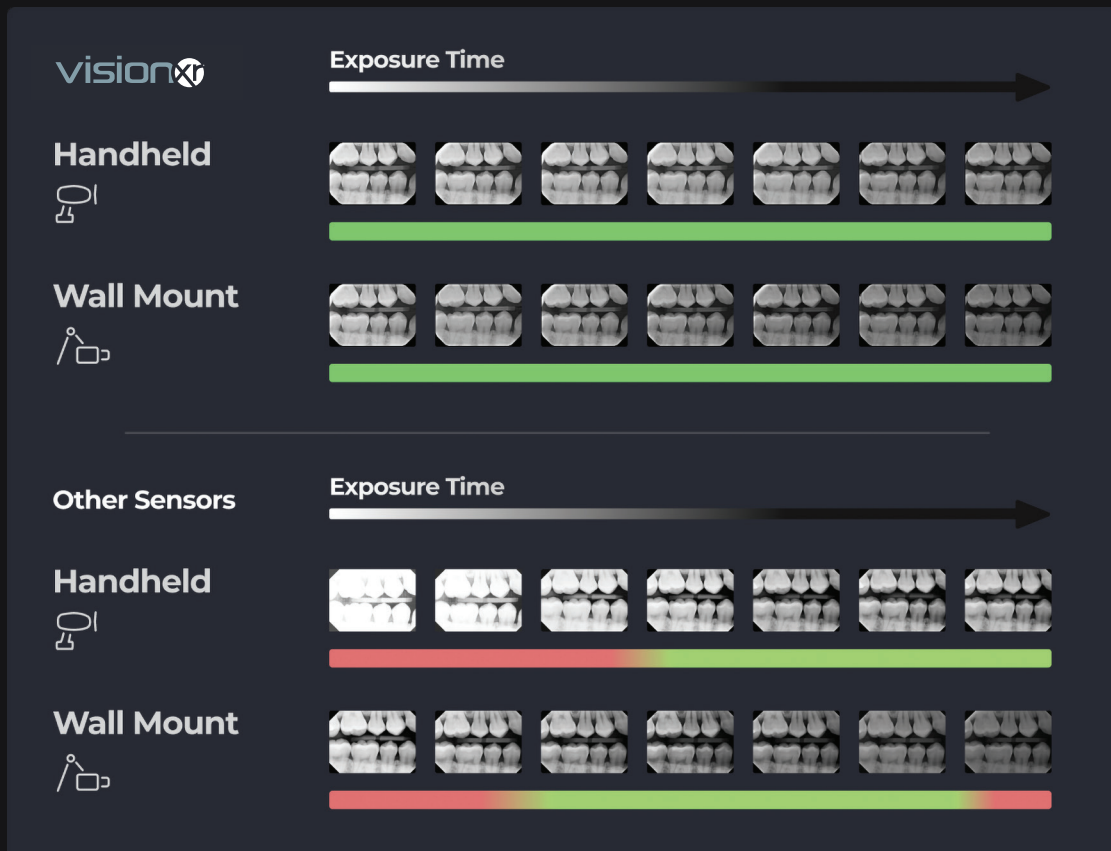 visionxr
Exposure Time
Handheld
Wall Mount
Other Sensors
Exposure Time
Handheld
Wall Mount